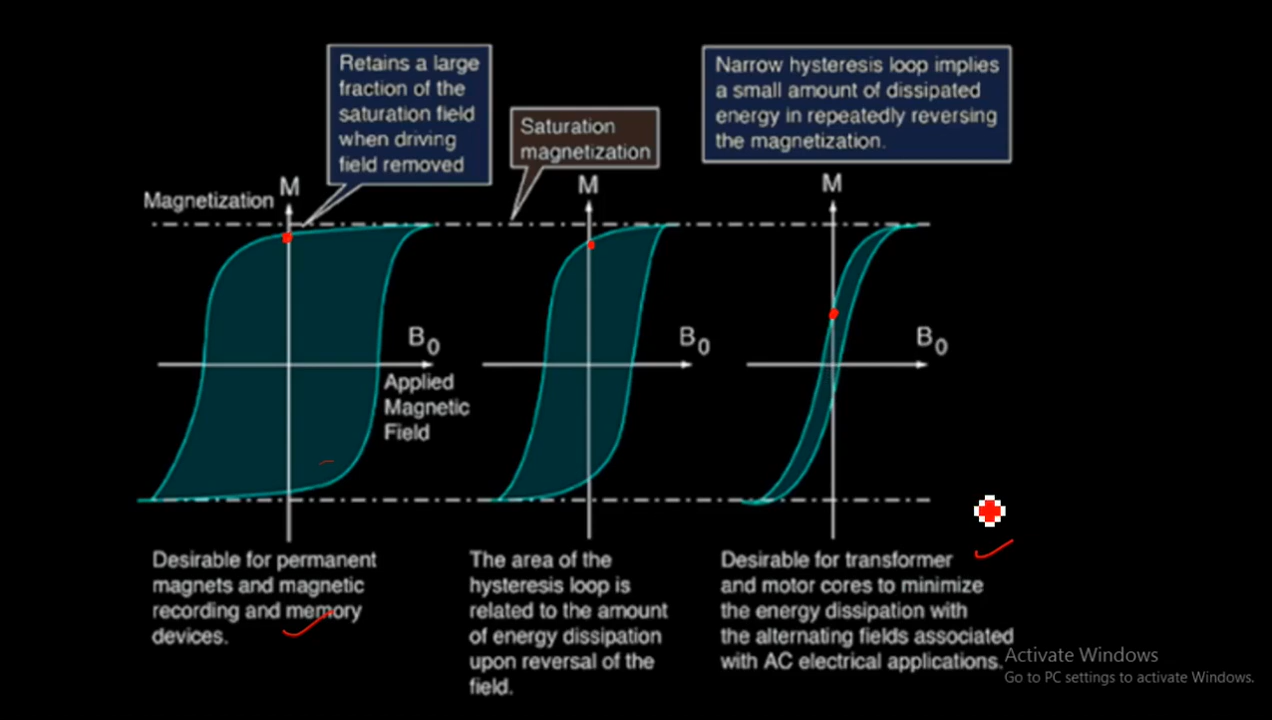 Retains a large
fraction of the
saturation field
when driving
field removed
Saturation
magnetization
Narrow hysteresis loop implies
a small amount of dissipated
energy in repeatedly reversing
the magnetization.
Magnetization
M
M
M
B0
Applied
Magnetic
Field
B0
B0
Desirable for permanent
magnets and magnetic
recording and memory
devices.
The area of the
hysteresis loop is
related to the amount
of energy dissipation
upon reversal of the
field.
Desirable for transformer
and motor cores to minimize
the energy dissipation with
the alternating fields associated
with AC electrical applications.
Activate Windows
Go to PC settings to activate Windows.